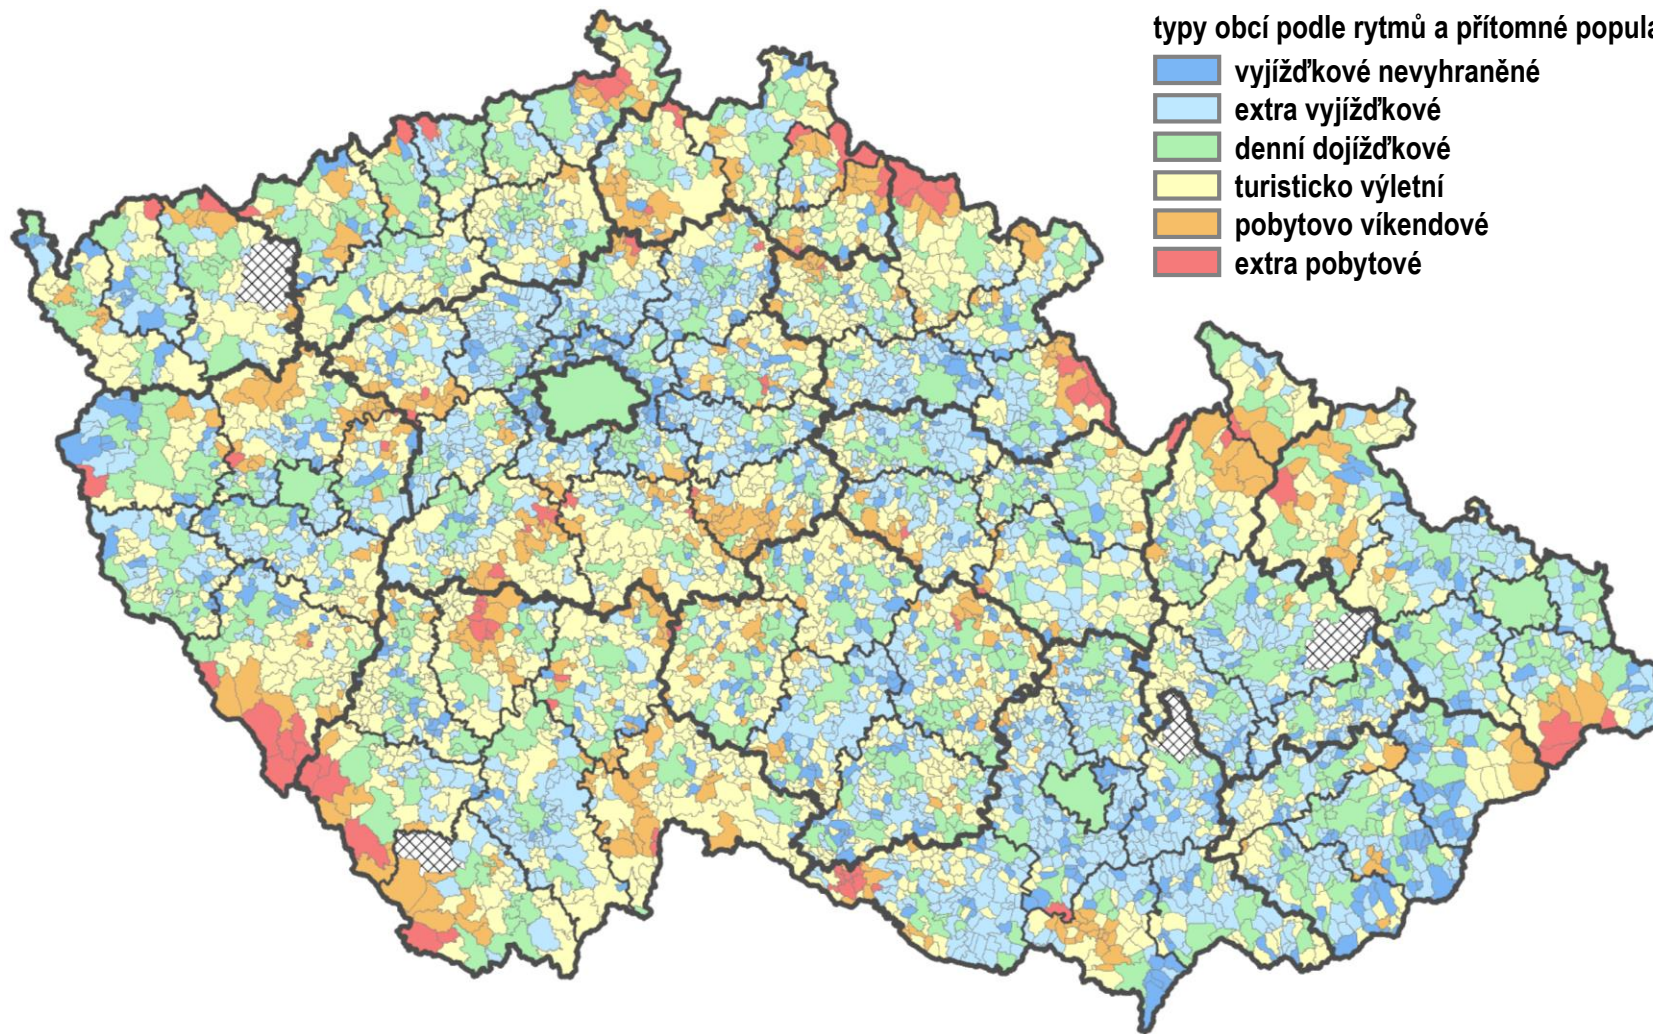 typy obcí podle rytmů a přítomné popula
vyjížďkové nevyhraněné
extra vyjížďkové
denní dojížďkové
turisticko výletní
pobytovo víkendové
extra pobytové